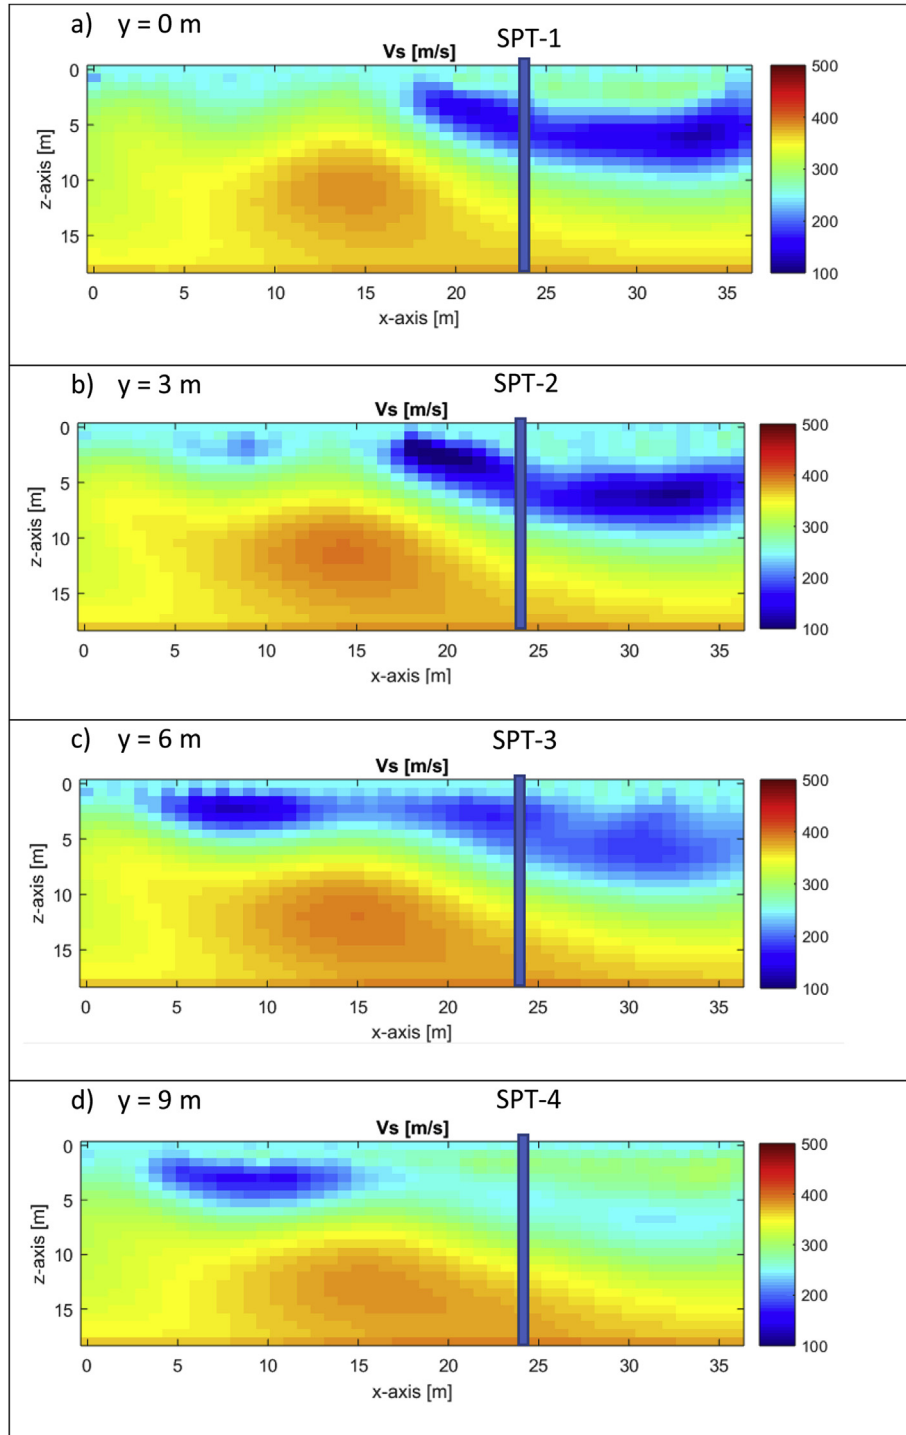 a) y = 0 m SPT-1
Vs [m/s]
0
5
10
15
z-axis [m]
0 5 10 15 20 25 30 35
x-axis [m]
500
400
300
200
100
b) y = 3 m SPT-2
Vs [m/s]
0
5
10
15
z-axis [m]
0 5 10 15 20 25 30 35
x-axis [m]
500
400
300
200
100
c) y = 6 m SPT-3
Vs [m/s]
0
5
10
15
z-axis [m]
0 5 10 15 20 25 30 35
x-axis [m]
500
400
300
200
100
d) y = 9 m SPT-4
Vs [m/s]
0
5
10
15
z-axis [m]
0 5 10 15 20 25 30 35
x-axis [m]
500
400
300
200
100